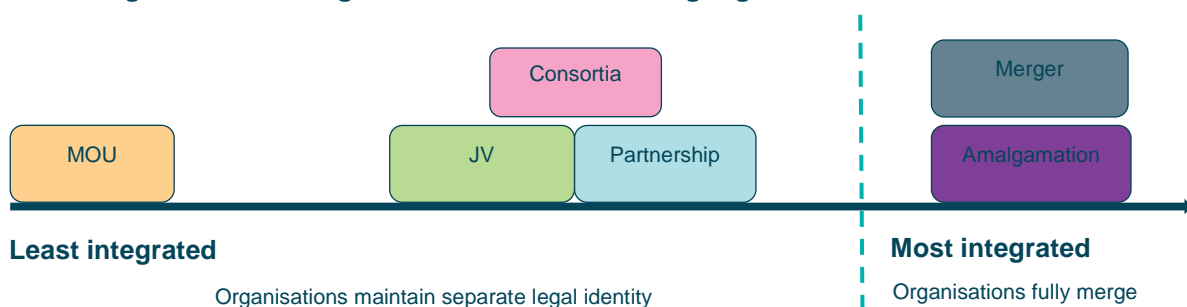 Consortia
Merger
MOU
JV
Partnership
Amalgamation
Least integrated
Most integrated
Organisations maintain separate legal identity
Organisations fully merge